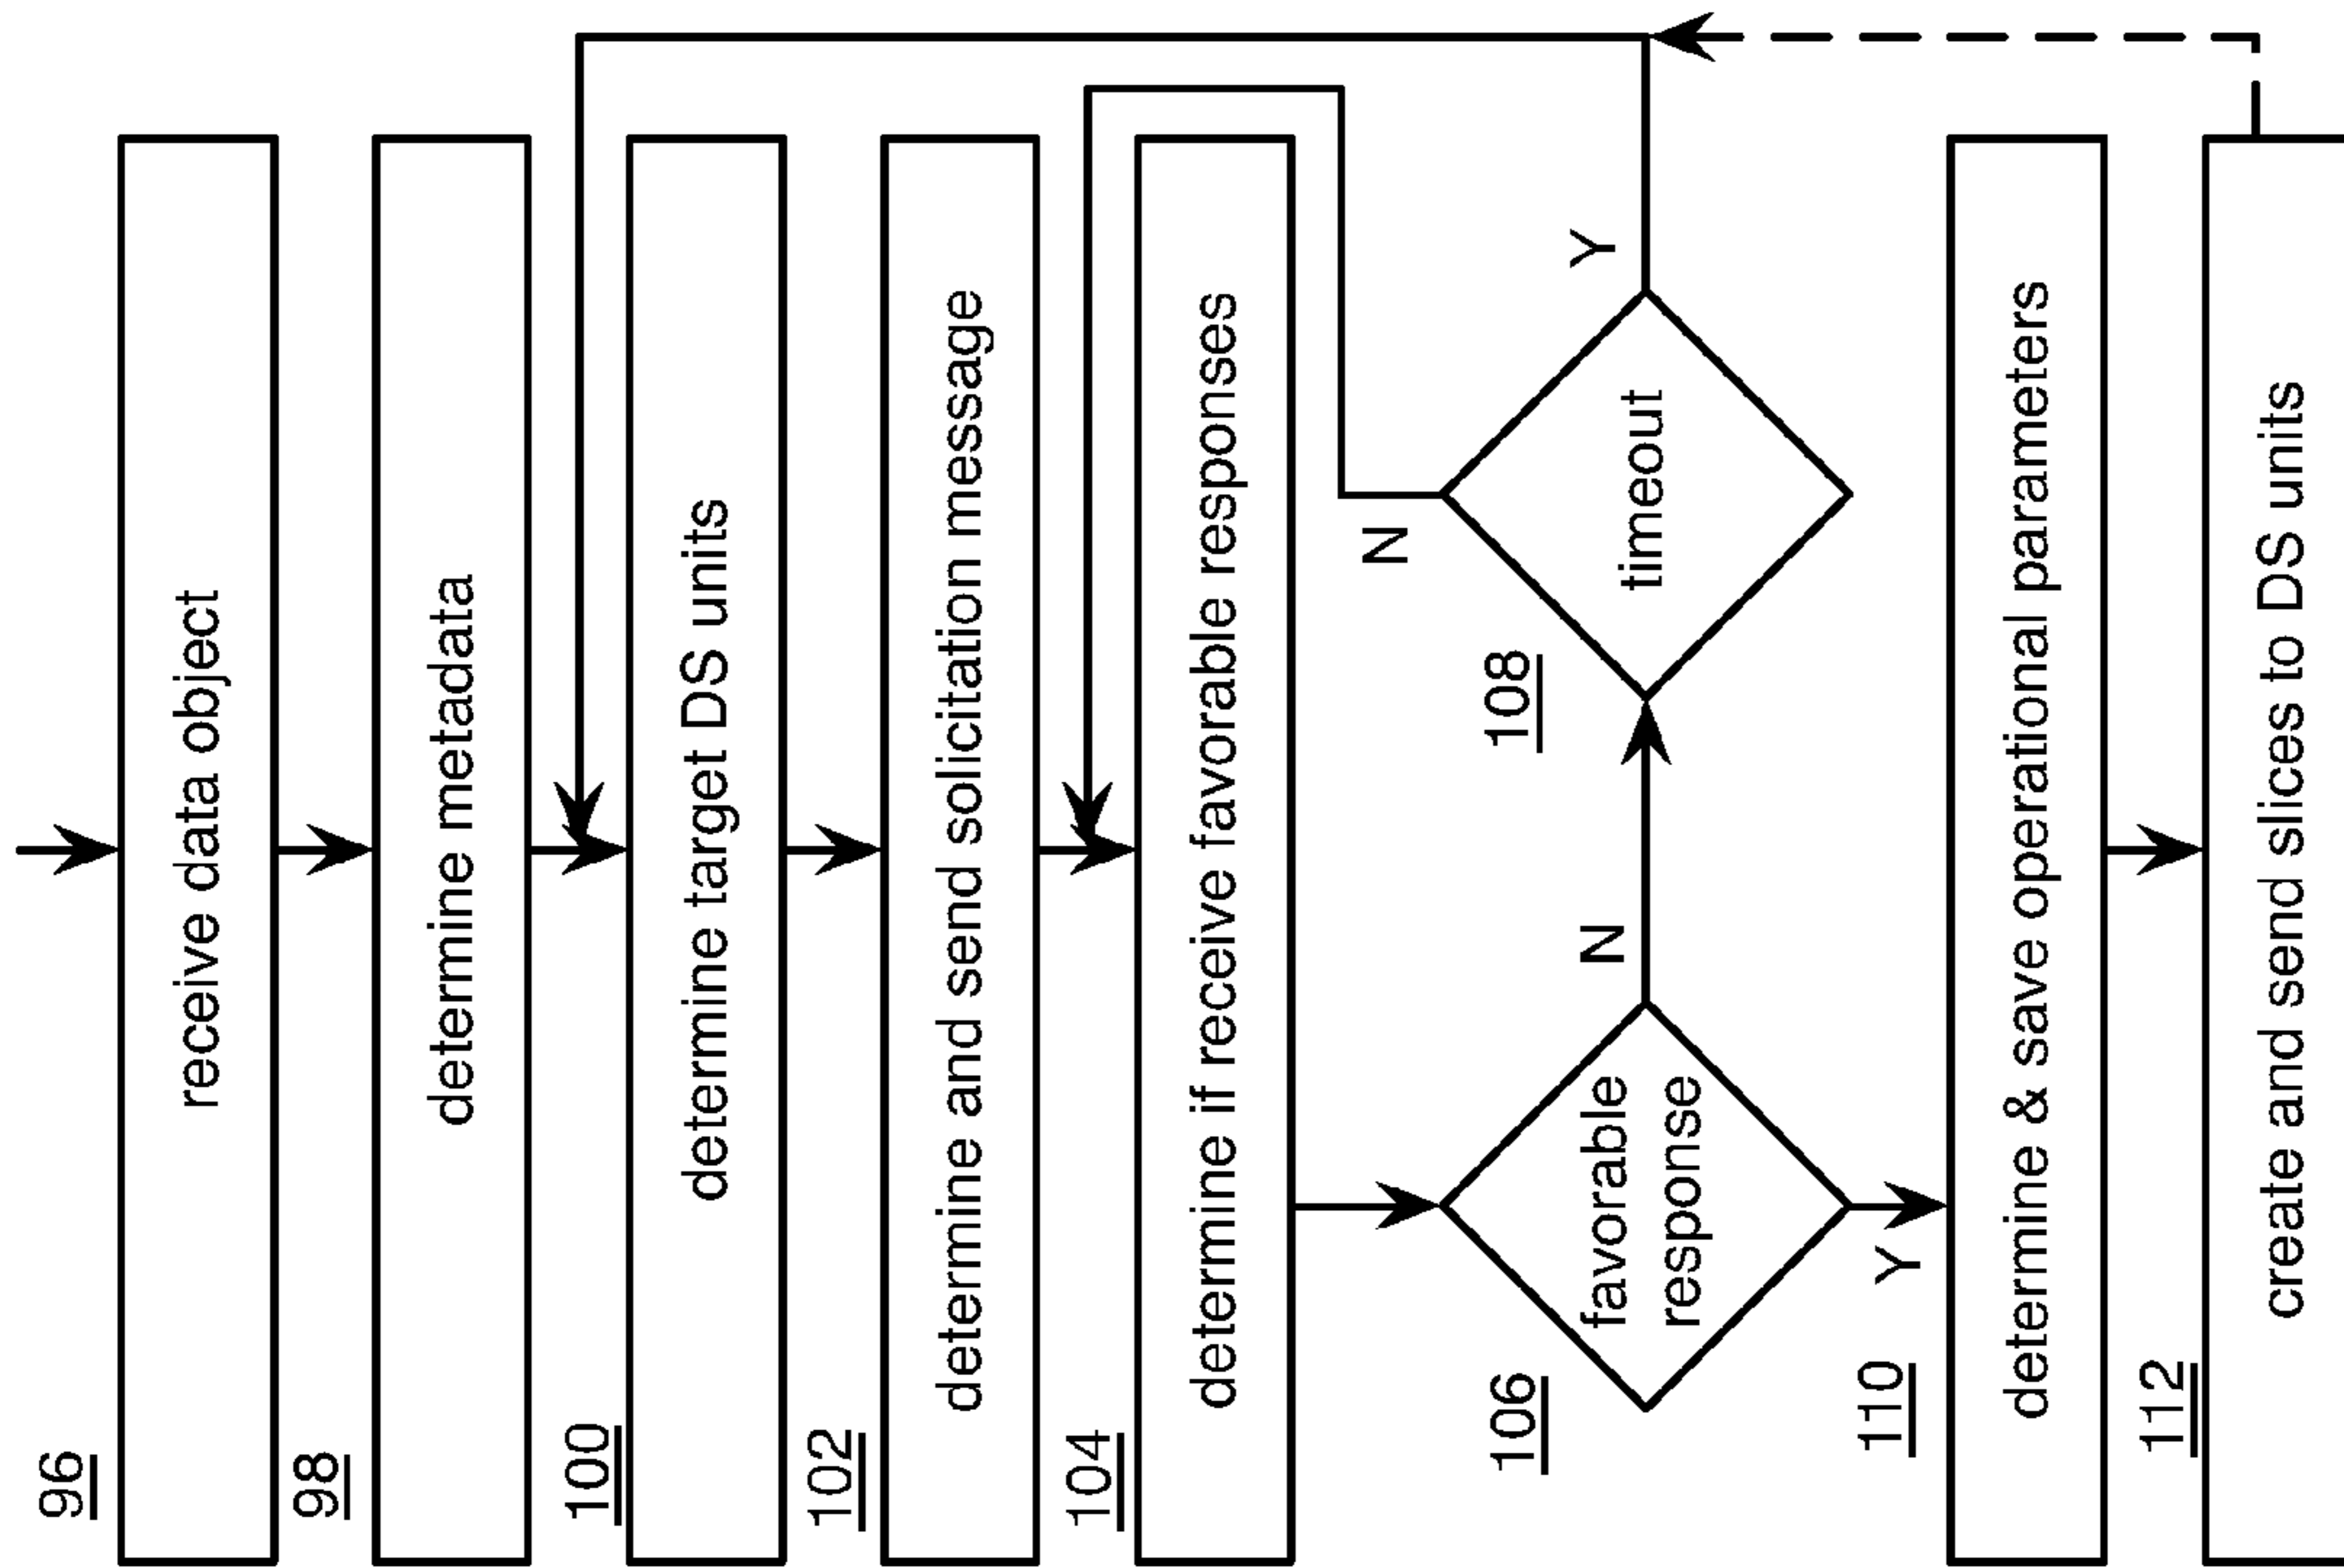 96
receive data object
98
determine metadata
100
determine target DS units
102
determine and send solicitation message
104
determine if receive favorable responses
106
favorable
response
N
Y
108
timeout
N
Y
110
determine & save operational parameters
112
create and send slices to DS units